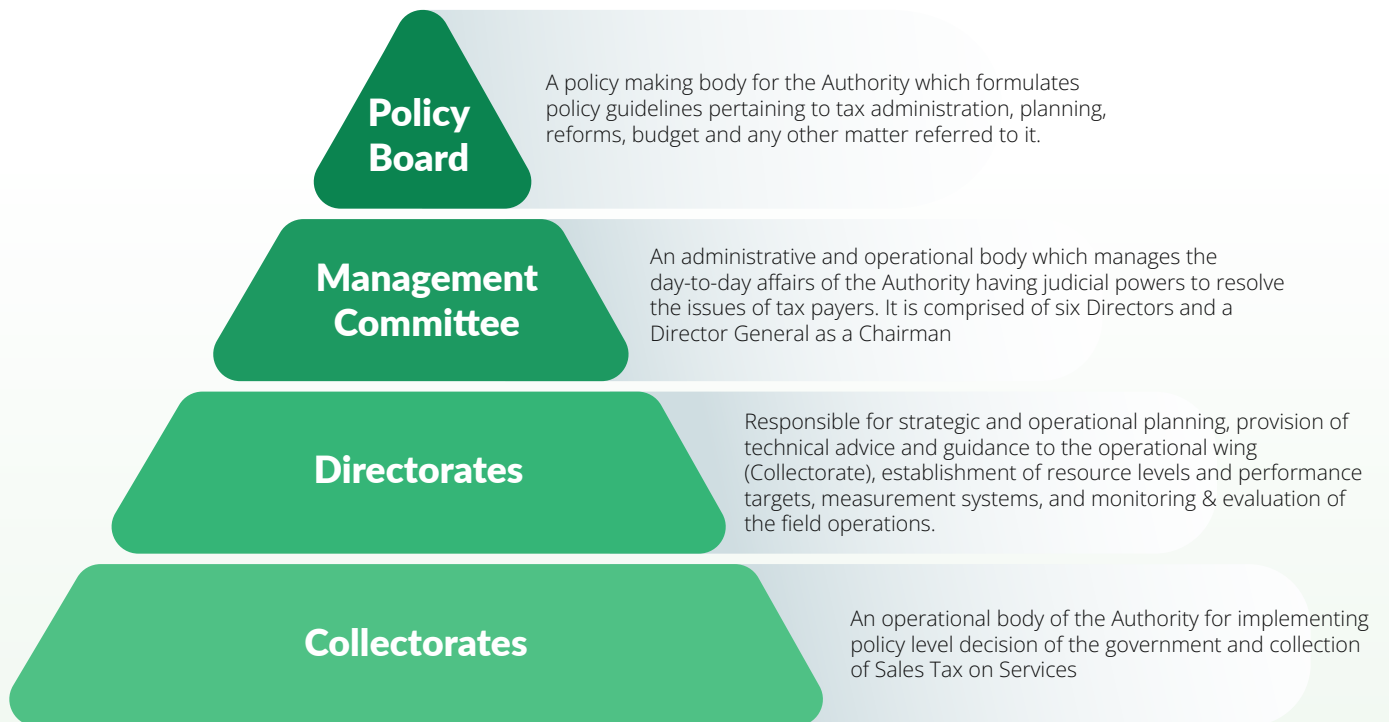 Policy
Board
A policy making body for the Authority which formulates
policy guidelines pertaining to tax administration, planning,
reforms, budget and any other matter referred to it.
Management
Committee
An administrative and operational body which manages the
day-to-day affairs of the Authority having judicial powers to resolve
the issues of tax payers. It is comprised of six Directors and a
Director General as a Chairman
Directorates
Responsible for strategic and operational planning, provision of
technical advice and guidance to the operational wing
(Collectorate), establishment of resource levels and performance
targets, measurement systems, and monitoring & evaluation of
the field operations.
Collectorates
An operational body of the Authority for implementing
policy level decision of the government and collection
of Sales Tax on Services